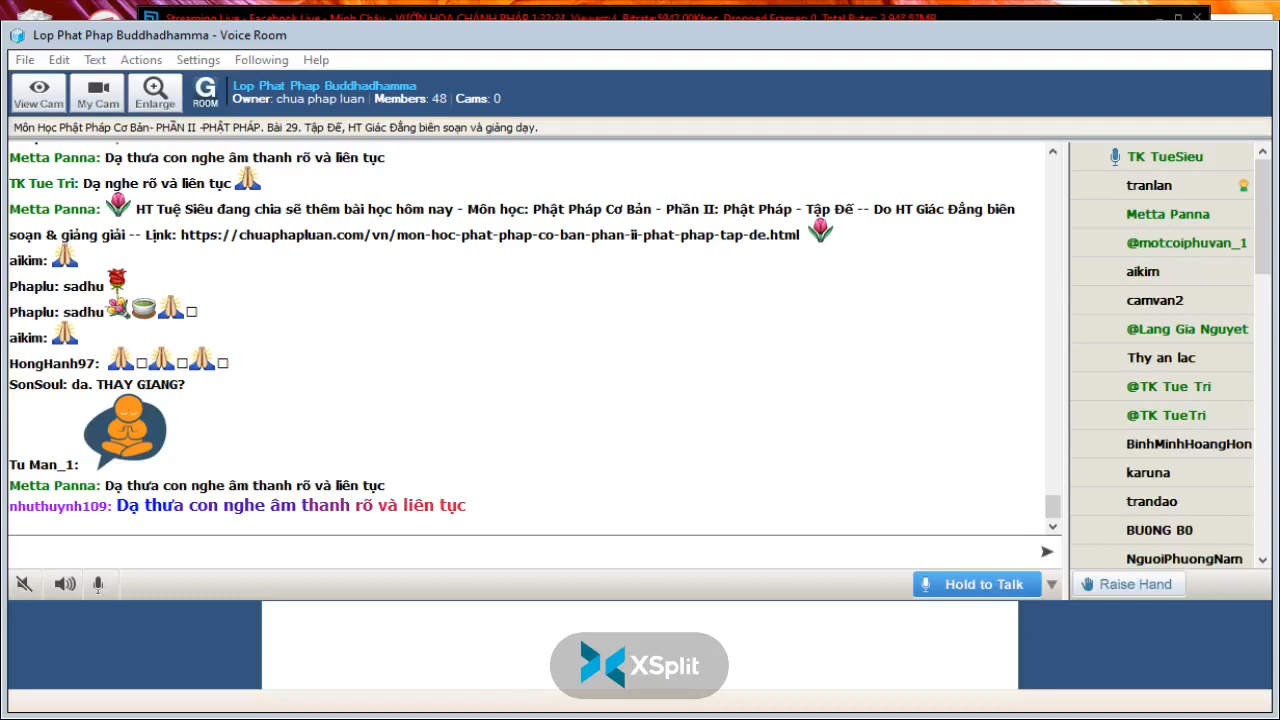 Streaming Live - Facebook Live - Minh Châu - VƯỜN HOA CHÁNH PHÁP 1:32:24, Viewers:4, Bitrate:5947.00Kbps, Dropped Frames: 0, Total Bytes: 3,947.52MB
Lop Phat Phap Buddhadhamma - Voice Room
File Edit Text Actions Settings Following Help
View Cam My Cam Enlarge G ROOM
Lop Phat Phap Buddhadhamma
Owner: chua phap luan | Members: 48 | Cams: 0
Môn Học Phật Pháp Cơ Bản- PHẦN II -PHẬT PHÁP. Bài 29. Tập Đế, HT Giác Đẳng biên soạn và giảng dạy.
Metta Panna: Dạ thưa con nghe âm thanh rõ và liên tục
TK Tue Tri: Dạ nghe rõ và liên tục
Metta Panna: HT Tuệ Siêu đang chia sẽ thêm bài học hôm nay - Môn học: Phật Pháp Cơ Bản - Phần II: Phật Pháp - Tập Đế -- Do HT Giác Đẳng biên
soạn & giảng giải -- Link: https://chuaphapluan.com/vn/mon-hoc-phat-phap-co-ban-phan-ii-phat-phap-tap-de.html
aikim:
Phaplu: sadhu
Phaplu: sadhu
aikim:
HongHanh97:
SonSoul: da. THAY GIANG?
Tu Man_1:
Metta Panna: Dạ thưa con nghe âm thanh rõ và liên tục
nhuthuynh109: Dạ thưa con nghe âm thanh rõ và liên tục
TK TueSieu
tranlan
Metta Panna
@motcoiphuvan_1
aikim
camvan2
@Lang Gia Nguyet
Thy an lac
@TK Tue Tri
@TK TueTri
BinhMinhHoangHon
karuna
trandao
BU0NG B0
NguoiPhuongNam
Hold to Talk
Raise Hand
XSplit